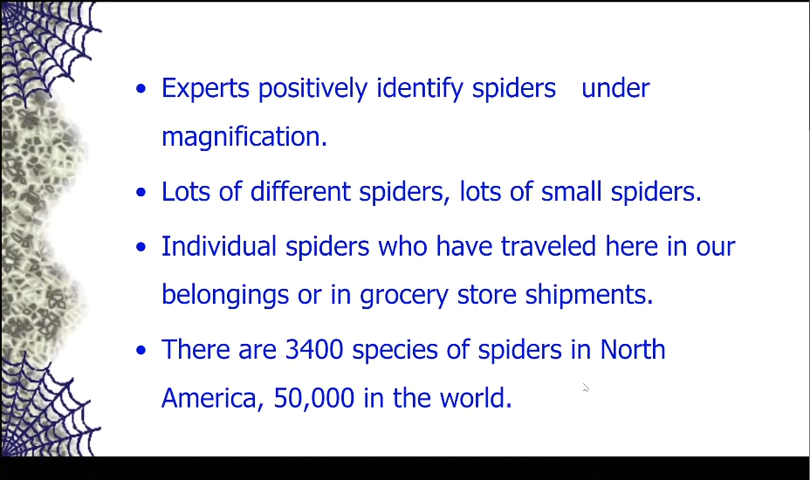 • Experts positively identify spiders under
magnification.
• Lots of different spiders, lots of small spiders.
• Individual spiders who have traveled here in our
belongings or in grocery store shipments.
• There are 3400 species of spiders in North
America, 50,000 in the world.